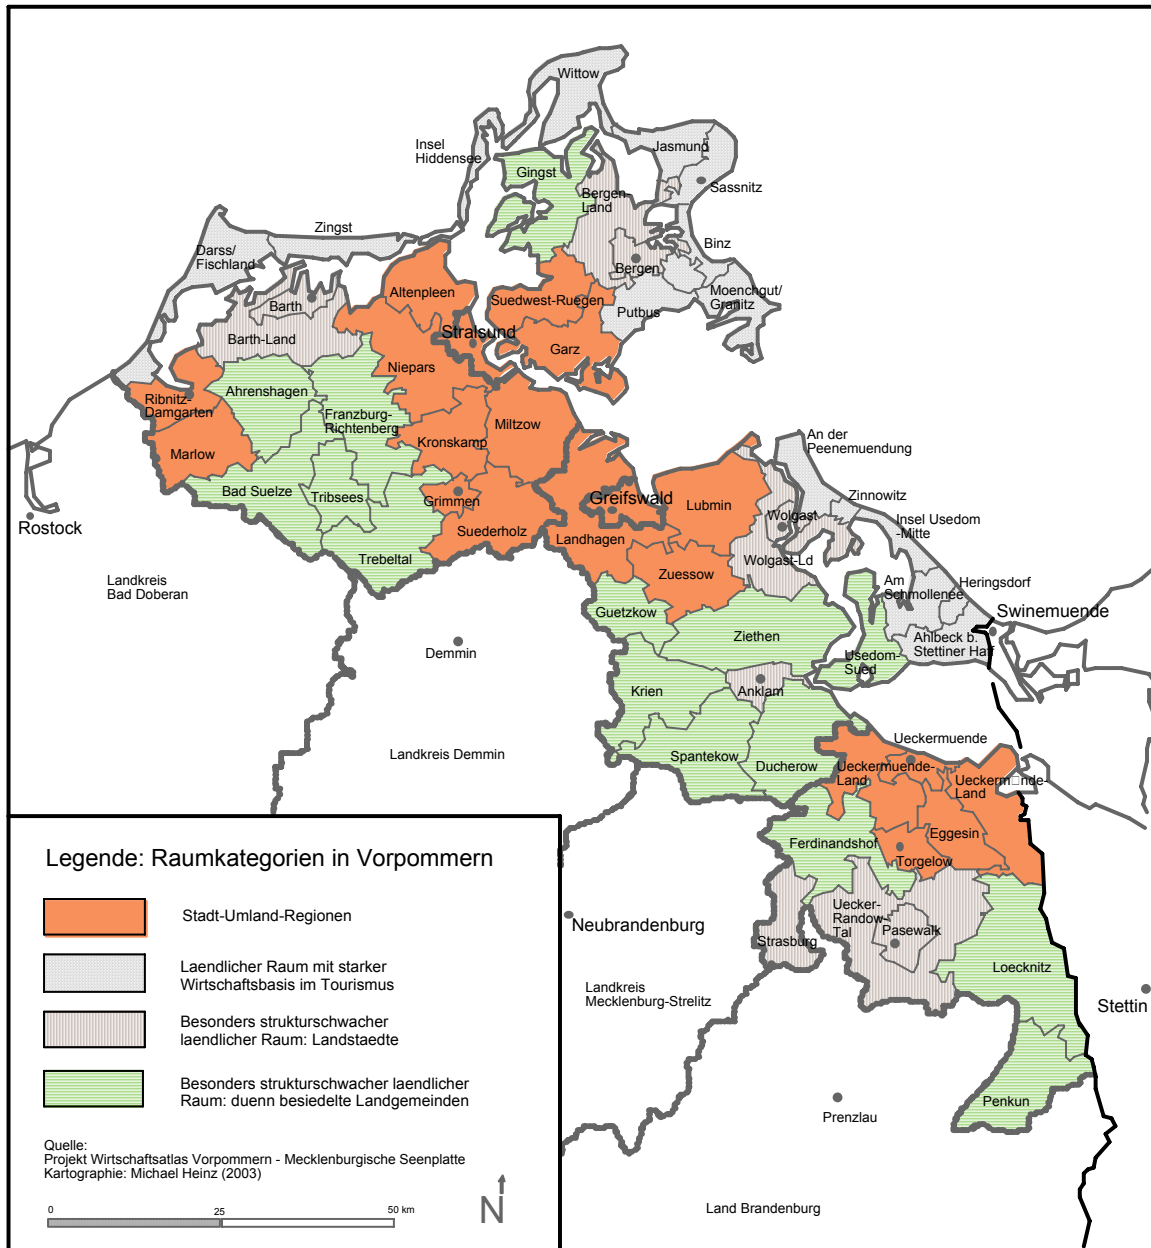 Wittow
Insel
Hiddensee
Jasmund
Gingst
Sassnitz
Bergen-
Land
Zingst
Binz
Darss/
Fischland
Bergen
Moenchgut/
Granitz
Altenpleen
Suedwest-Ruegen
Barth
Putbus
Stralsund
Barth-Land
Garz
Niepars
Ahrenshagen
Ribnitz-
Damgarten
Franzburg-
Richtenberg
Miltzow
Kronskamp
An der
Peenemuendung
Marlow
Bad Suelze
Tribsees
Grimmen
Greifswald
Zinnowitz
Lubmin
Wolgast
Insel Usedom
-Mitte
Rostock
Suederholz
Landhagen
Trebeltal
Wolgast-Ld
Zuessow
Landkreis
Bad Doberan
Am
Schmollensee
Heringsdorf
Guetzkow
Swinemuende
Ziethen
Ahlbeck b.
Stettiner Haff
Demmin
Usedom-
Sued
Krien
Anklam
Ueckermuende
Landkreis Demmin
Spantekow
Ducherow
Ueckermuende-
Land
Ueckerm□nde-
Land
Ferdinandshof
Eggesin
Torgelow
Uecker-
Randow-
Tal
Neubrandenburg
Pasewalk
Strasburg
Loecknitz
Landkreis
Mecklenburg-Strelitz
Stettin
Penkun
Prenzlau
Land Brandenburg
Legende: Raumkategorien in Vorpommern
Stadt-Umland-Regionen
Laendlicher Raum mit starker
Wirtschaftsbasis im Tourismus
Besonders strukturschwacher
laendlicher Raum: Landstaedte
Besonders strukturschwacher laendlicher
Raum: duenn besiedelte Landgemeinden
Quelle:
Projekt Wirtschaftsatlas Vorpommern - Mecklenburgische Seenplatte
Kartographie: Michael Heinz (2003)
0 25 50 km
N